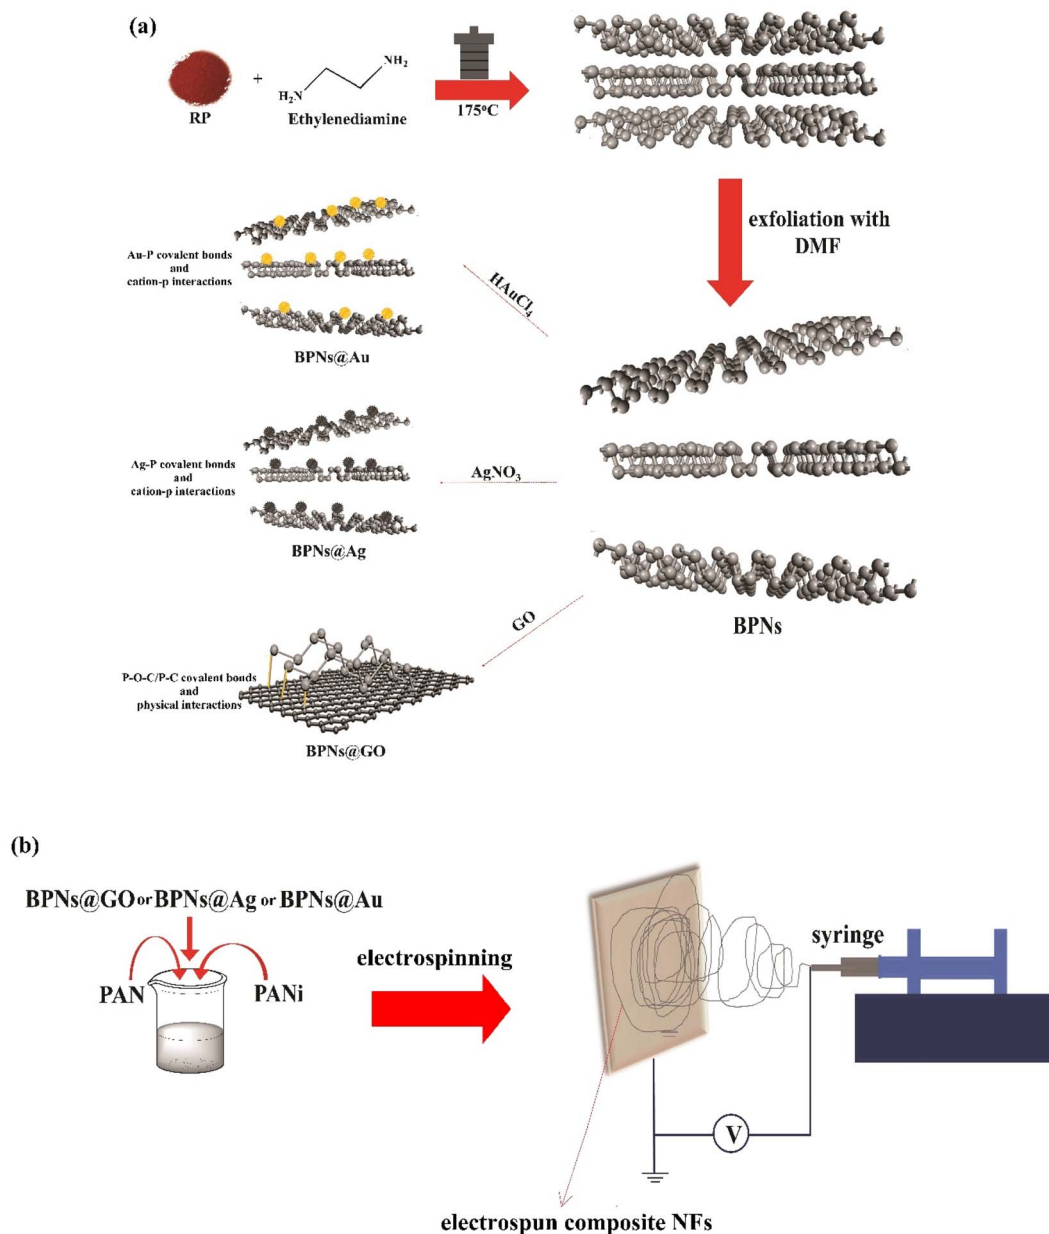 (a)
RP
+
H₂N
NH₂
Ethylenediamine
175°C
exfoliation with
DMF
Au-P covalent bonds
and
cation-p interactions
BPNs@Au
HAuCl₄
Ag-P covalent bonds
and
cation-p interactions
BPNs@Ag
AgNO₃
BPNs
GO
P-O-C/P-C covalent bonds
and
physical interactions
BPNs@GO
(b)
BPNs@GO or BPNs@Ag or BPNs@Au
PAN
PANi
electrospinning
syringe
V
electrospun composite NFs